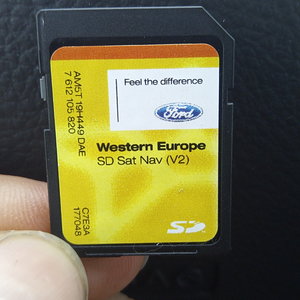 Feel the difference
Ford
Western Europe
SD Sat Nav (V2)
SD
AM5T 19H449 DAE
7 612 105 820
C7E3A
177048